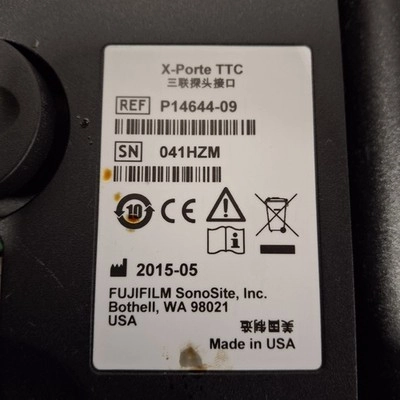 X-Porte TTC
三联探头接口
REF P14644-09
SN 041HZM
10
CE
2015-05
FUJIFILM SonoSite, Inc.
Bothell, WA 98021
USA
美国制造
Made in USA